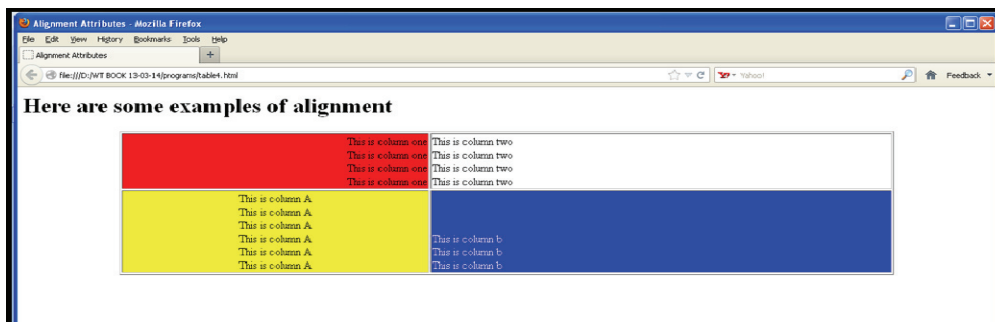 Alignment Attributes - Mozilla Firefox
File Edit View History Bookmarks Tools Help
Alignment Attributes +
file:///D:/WT BOOK 13-03-14/programs/table4.html Yahoo! Feedback
Here are some examples of alignment
This is column one This is column two
This is column one This is column two
This is column one This is column two
This is column one This is column two
This is column A
This is column A
This is column A
This is column A This is column b
This is column A This is column b
This is column A This is column b